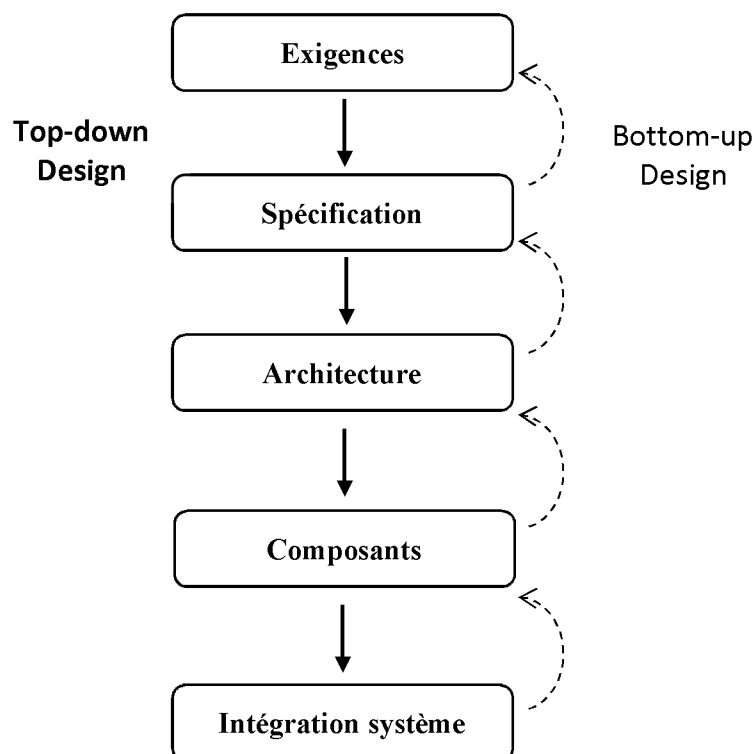 Exigences
Top-down
Design
Bottom-up
Design
Spécification
Architecture
Composants
Intégration système